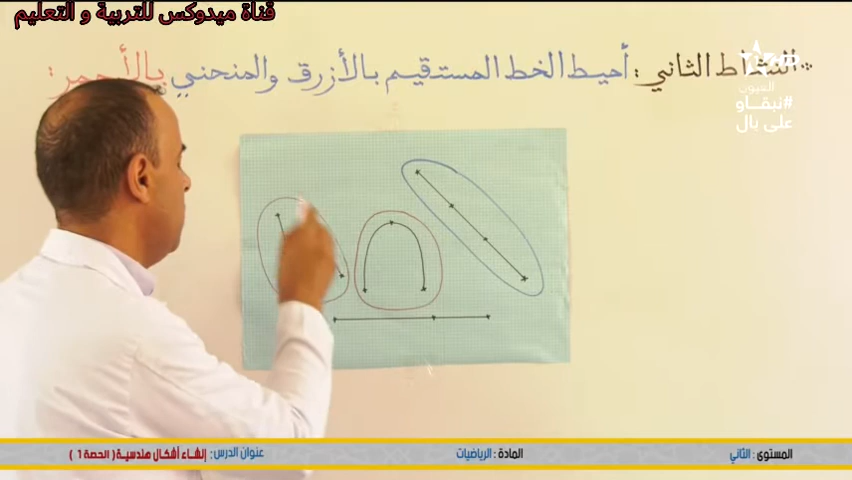 قناة ميدوكس للتربية و التعليم
النشاط الثاني : أحيط الخط المستقيم بالأزرق والمنحني بالأحمر :
العيون
#نبقاو
على بال
المستوى : الثاني
المادة : الرياضيات
عنوان الدرس : إنشاء أشكال هندسية ( الحصة 1 )